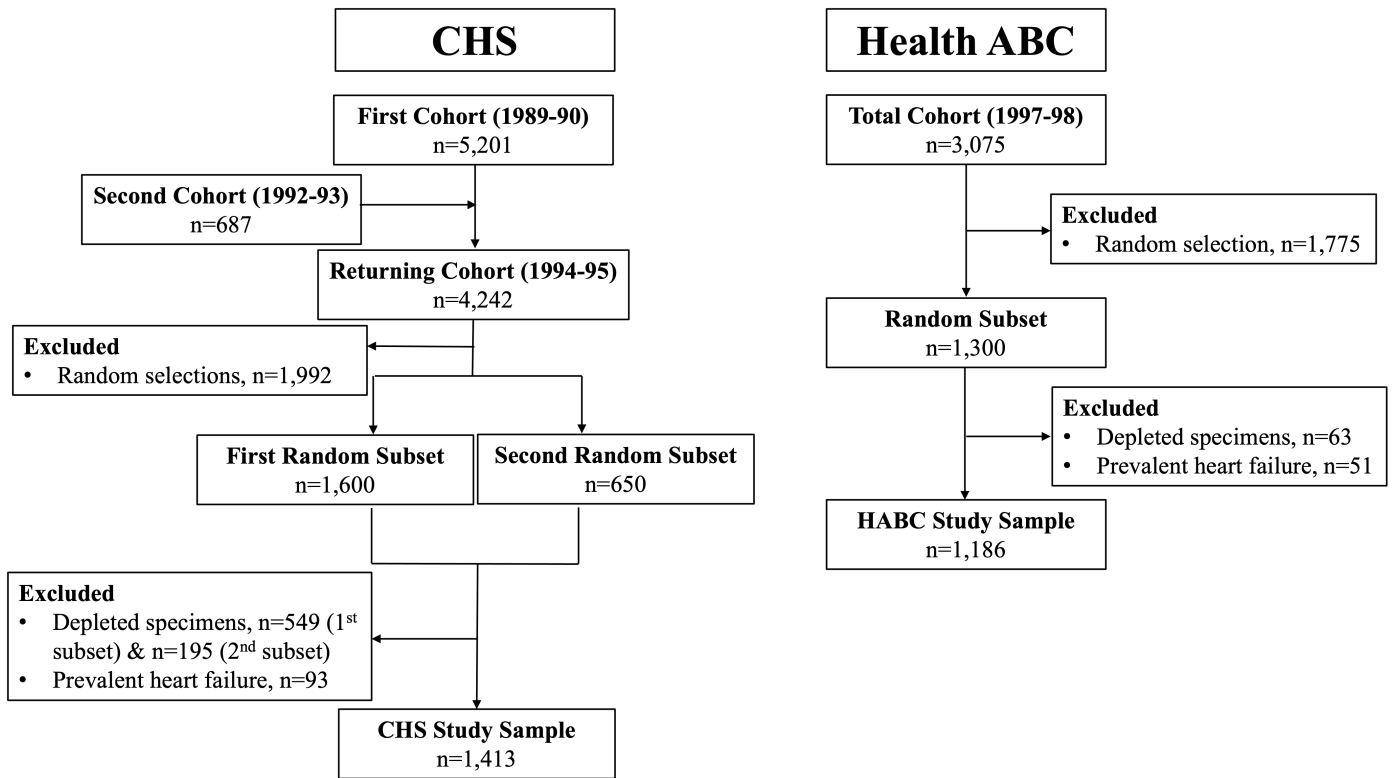 CHS
First Cohort (1989-90)
n=5,201
Second Cohort (1992-93)
n=687
Returning Cohort (1994-95)
n=4,242
Excluded
• Random selections, n=1,992
First Random Subset
n=1,600
Second Random Subset
n=650
Excluded
• Depleted specimens, n=549 (1st
subset) & n=195 (2nd subset)
• Prevalent heart failure, n=93
CHS Study Sample
n=1,413
Health ABC
Total Cohort (1997-98)
n=3,075
Excluded
• Random selection, n=1,775
Random Subset
n=1,300
Excluded
• Depleted specimens, n=63
• Prevalent heart failure, n=51
HABC Study Sample
n=1,186